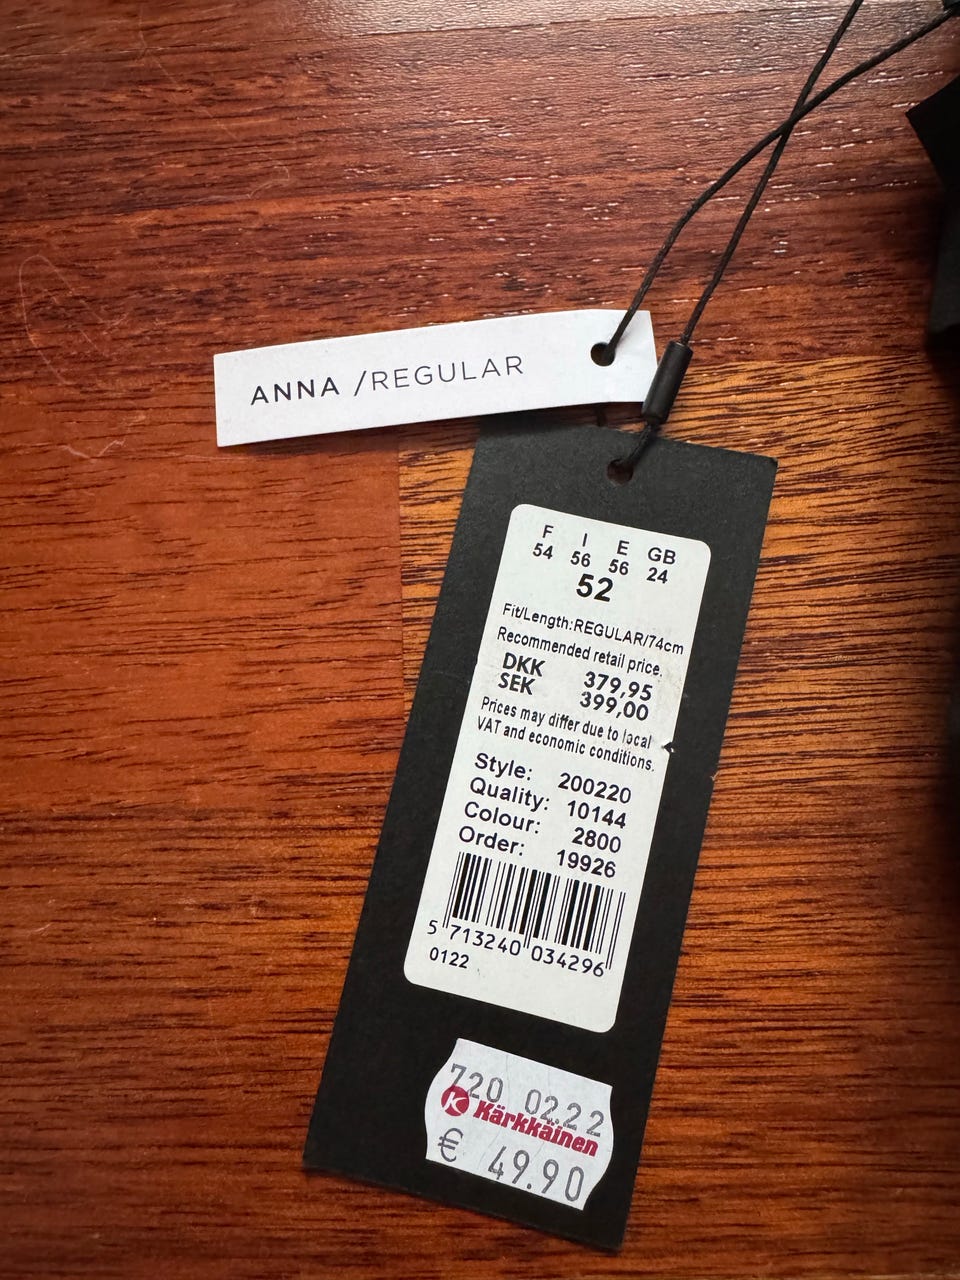 ANNA /REGULAR
F I E GB
54 56 56 24
52
Fit/Length:REGULAR/74cm
Recommended retail price.
DKK 379,95
SEK 399,00
Prices may differ due to local
VAT and economic conditions.
Style: 200220
Quality: 10144
Colour: 2800
Order: 19926
5 713240 034296
0122
720 02.22
K Kärkkäinen
€ 49.90